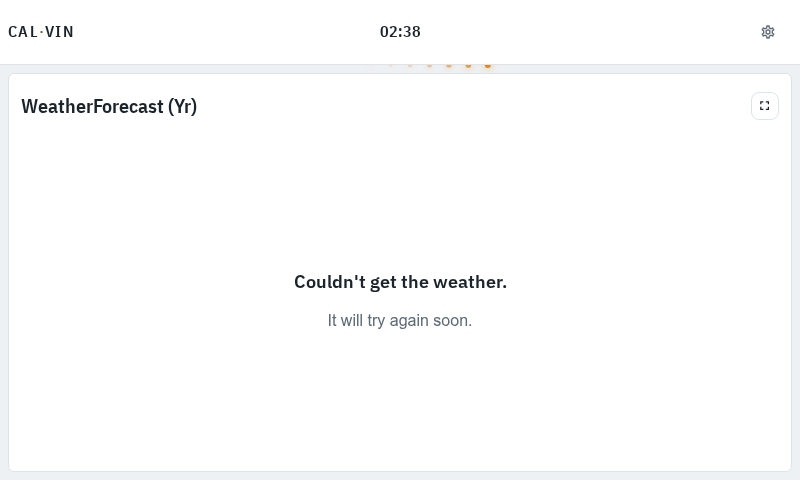 CAL·VIN
02:38
WeatherForecast (Yr)
Couldn't get the weather.
It will try again soon.